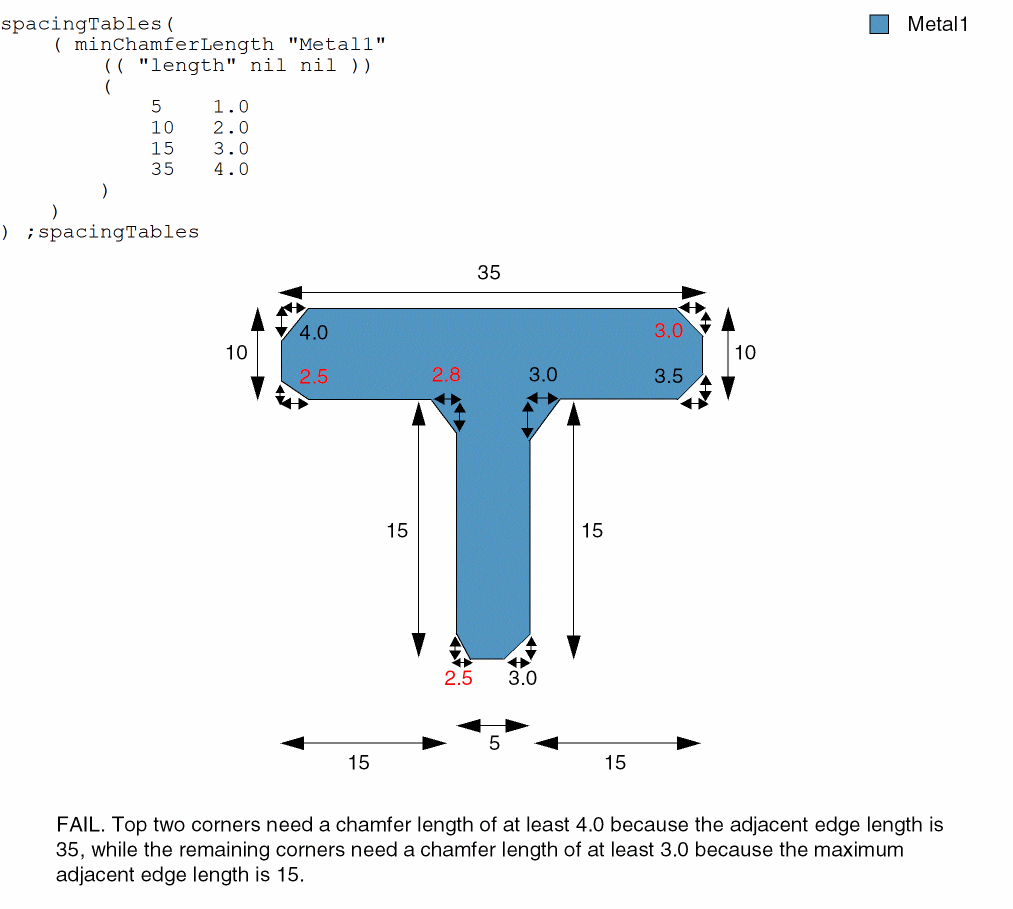 spacingTables(
( minChamferLength "Metal1"
(( "length" nil nil ))
(
5 1.0
10 2.0
15 3.0
35 4.0
)
)
) ;spacingTables
Metal1
35
4.0
3.0
10
10
2.5
2.8
3.0
3.5
15
15
2.5
3.0
5
15
15
FAIL. Top two corners need a chamfer length of at least 4.0 because the adjacent edge length is
35, while the remaining corners need a chamfer length of at least 3.0 because the maximum
adjacent edge length is 15.